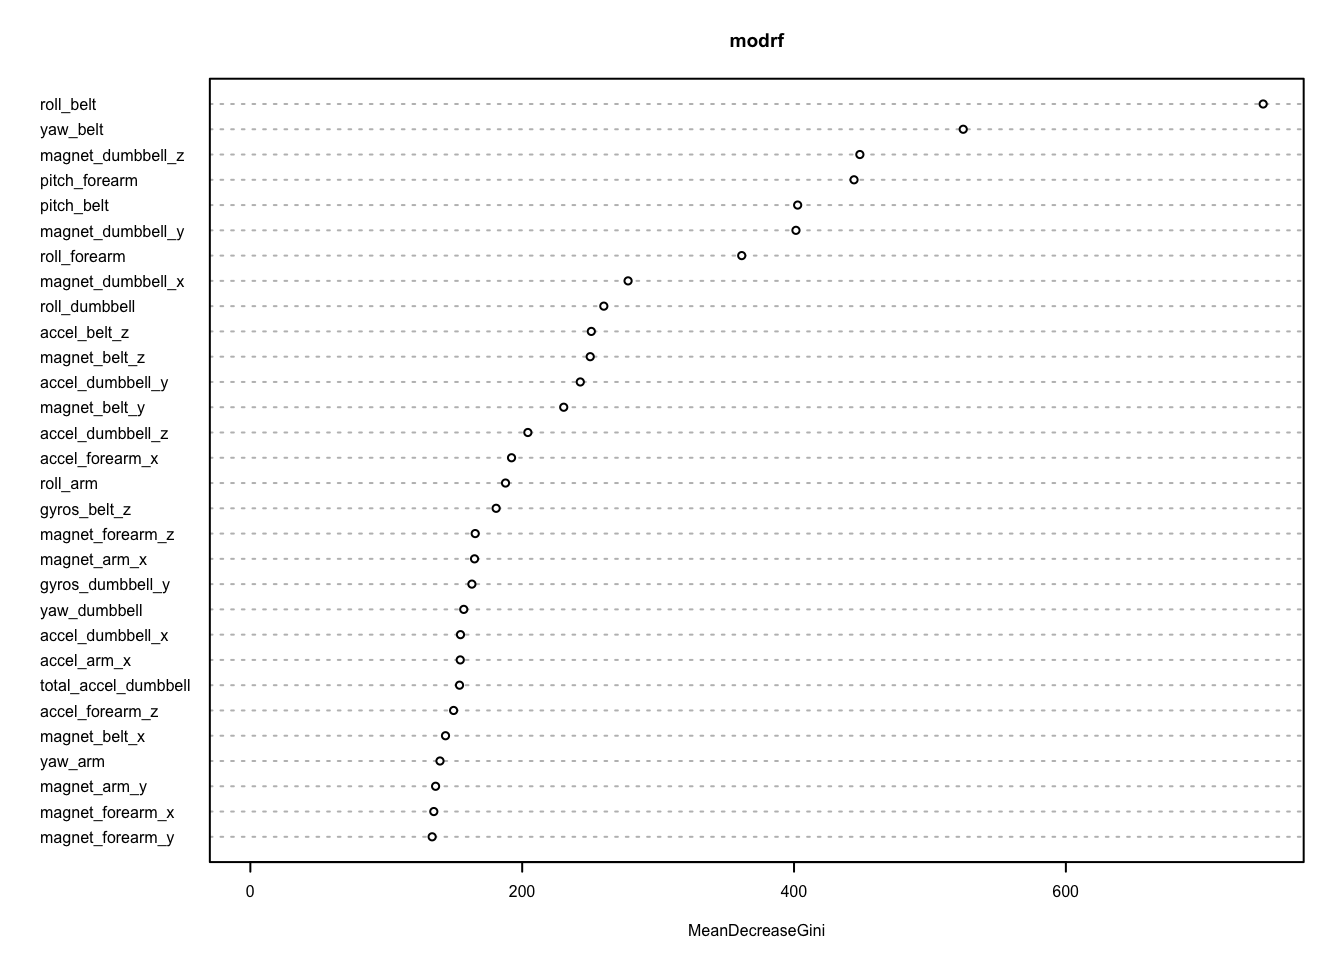 modrf
roll_belt
yaw_belt
magnet_dumbbell_z
pitch_forearm
pitch_belt
magnet_dumbbell_y
roll_forearm
magnet_dumbbell_x
roll_dumbbell
accel_belt_z
magnet_belt_z
accel_dumbbell_y
magnet_belt_y
accel_dumbbell_z
accel_forearm_x
roll_arm
gyros_belt_z
magnet_forearm_z
magnet_arm_x
gyros_dumbbell_y
yaw_dumbbell
accel_dumbbell_x
accel_arm_x
total_accel_dumbbell
accel_forearm_z
magnet_belt_x
yaw_arm
magnet_arm_y
magnet_forearm_x
magnet_forearm_y
0 200 400 600
MeanDecreaseGini